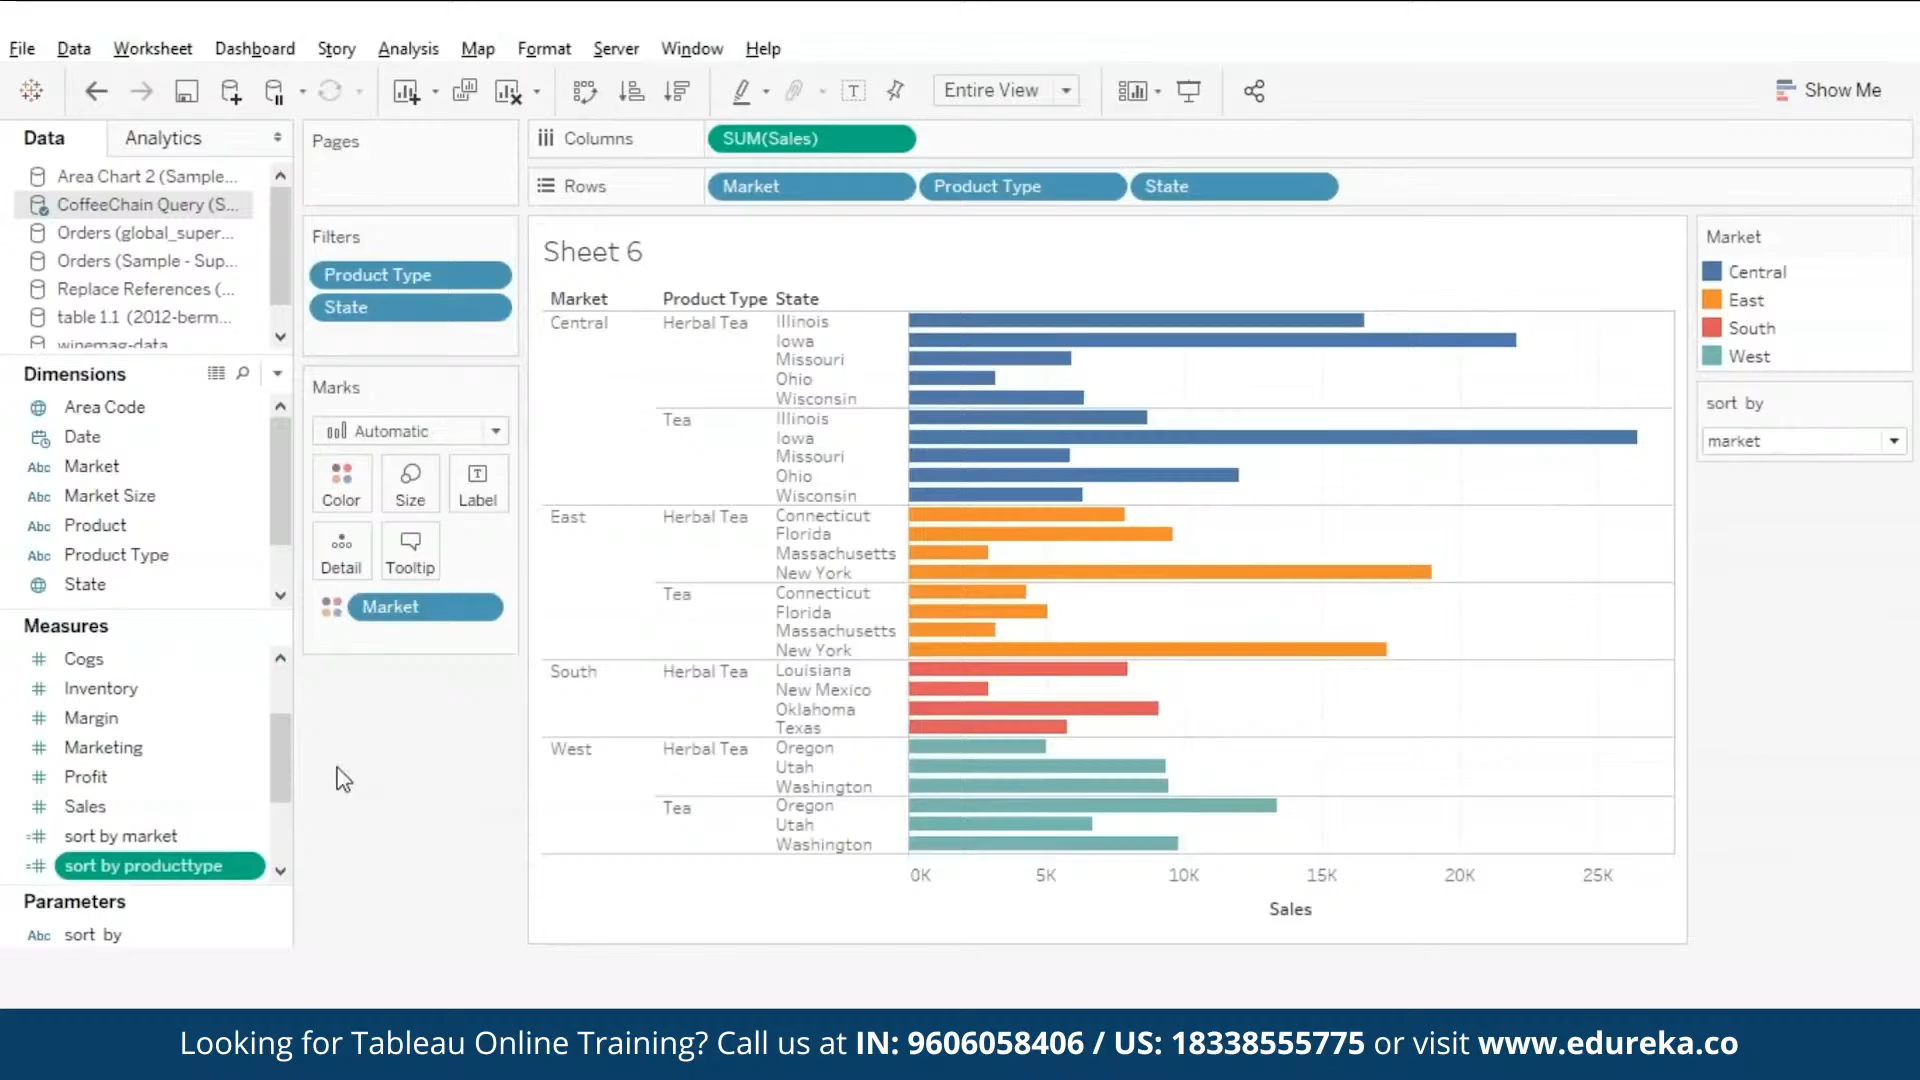 File Data Worksheet Dashboard Story Analysis Map Format Server Window Help
Entire View
Show Me
Data Analytics
Area Chart 2 (Sample...
CoffeeChain Query (S...
Orders (global_super...
Orders (Sample - Sup...
Replace References (...
table 1.1 (2012-berm...
winemag-data
Dimensions
Area Code
Date
Abc Market
Abc Market Size
Abc Product
Abc Product Type
State
Measures
Cogs
Inventory
Margin
Marketing
Profit
Sales
sort by market
sort by producttype
Parameters
Abc sort by
Pages
Filters
Product Type
State
Marks
Automatic
Color Size Label
Detail Tooltip
Market
Columns SUM(Sales)
Rows Market Product Type State
Sheet 6
Market Product Type State
Central Herbal Tea Illinois
Iowa
Missouri
Ohio
Wisconsin
Tea Illinois
Iowa
Missouri
Ohio
Wisconsin
East Herbal Tea Connecticut
Florida
Massachusetts
New York
Tea Connecticut
Florida
Massachusetts
New York
South Herbal Tea Louisiana
New Mexico
Oklahoma
Texas
West Herbal Tea Oregon
Utah
Washington
Tea Oregon
Utah
Washington
0K 5K 10K 15K 20K 25K
Sales
Market
Central
East
South
West
sort by
market
Looking for Tableau Online Training? Call us at IN: 9606058406 / US: 18338555775 or visit www.edureka.co